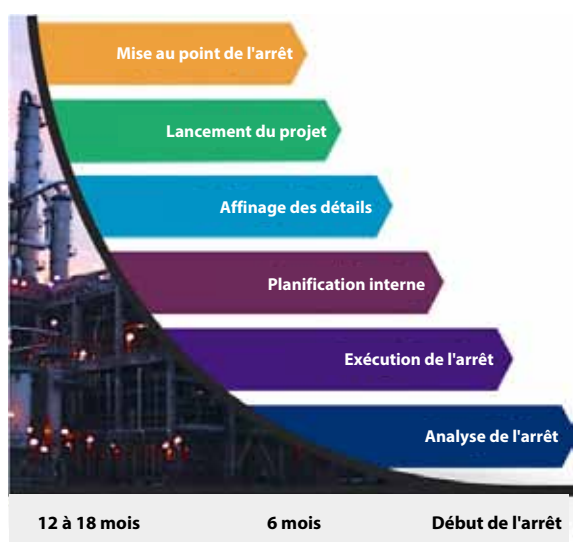 Mise au point de l'arrêt
Lancement du projet
Affinage des détails
Planification interne
Exécution de l'arrêt
Analyse de l'arrêt
12 à 18 mois 6 mois Début de l'arrêt